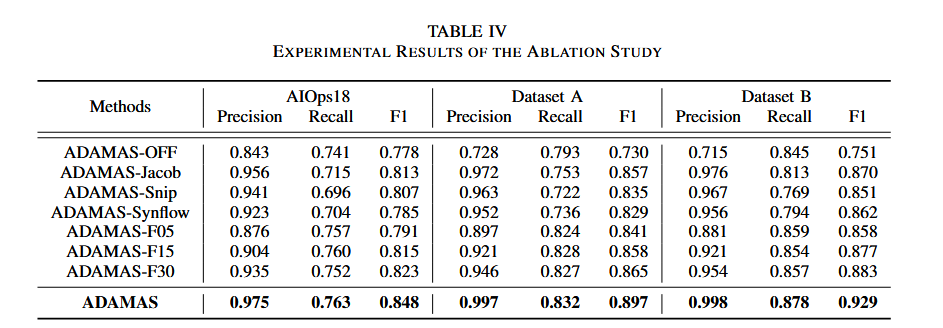 TABLE IV
EXPERIMENTAL RESULTS OF THE ABLATION STUDY
Methods AIOps18 Dataset A Dataset B
Precision Recall F1 Precision Recall F1 Precision Recall F1
ADAMAS-OFF 0.843 0.741 0.778 0.728 0.793 0.730 0.715 0.845 0.751
ADAMAS-Jacob 0.956 0.715 0.813 0.972 0.753 0.857 0.976 0.813 0.870
ADAMAS-Snip 0.941 0.696 0.807 0.963 0.722 0.835 0.967 0.769 0.851
ADAMAS-Synflow 0.923 0.704 0.785 0.952 0.736 0.829 0.956 0.794 0.862
ADAMAS-F05 0.876 0.757 0.791 0.897 0.824 0.841 0.881 0.859 0.858
ADAMAS-F15 0.904 0.760 0.815 0.921 0.828 0.858 0.921 0.854 0.877
ADAMAS-F30 0.935 0.752 0.823 0.946 0.827 0.865 0.954 0.857 0.883
ADAMAS 0.975 0.763 0.848 0.997 0.832 0.897 0.998 0.878 0.929